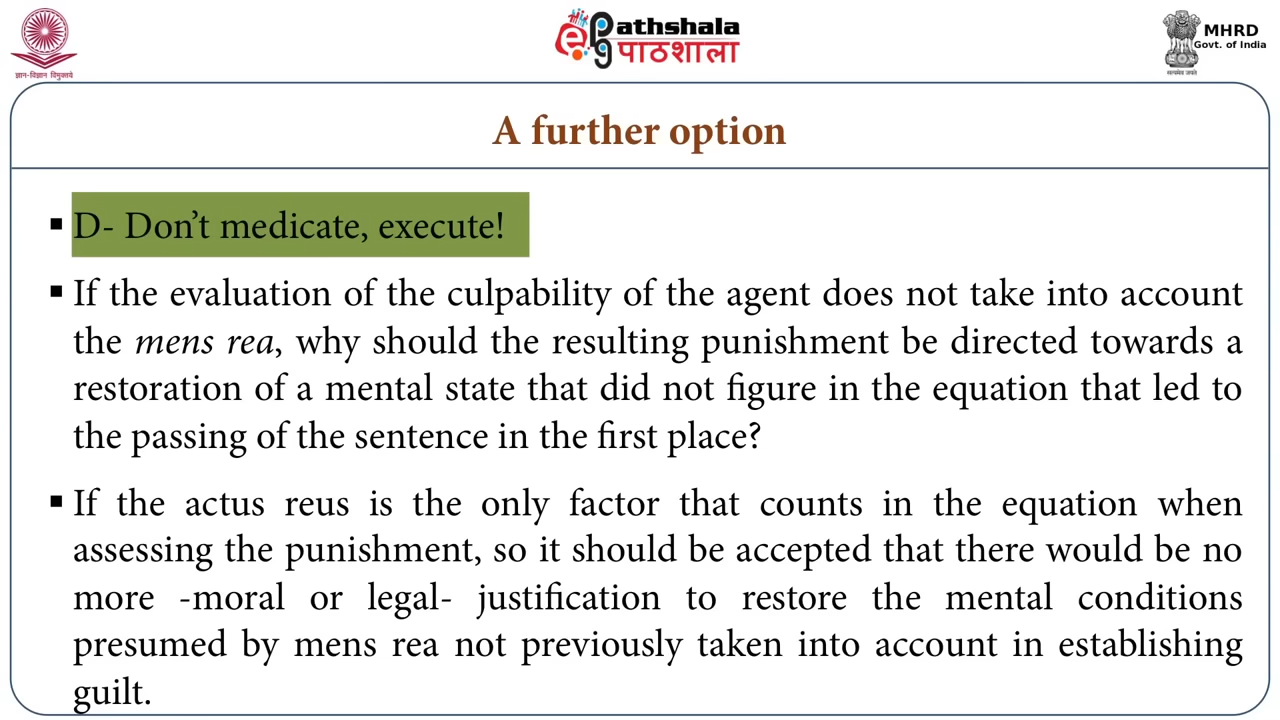 ज्ञान-विज्ञान विमुक्तये
ePathshala
पाठशाला
MHRD
Govt. of India
सत्यमेव जयते
A further option
▪ D- Don’t medicate, execute!
▪ If the evaluation of the culpability of the agent does not take into account
the mens rea, why should the resulting punishment be directed towards a
restoration of a mental state that did not figure in the equation that led to
the passing of the sentence in the first place?
▪ If the actus reus is the only factor that counts in the equation when
assessing the punishment, so it should be accepted that there would be no
more -moral or legal- justification to restore the mental conditions
presumed by mens rea not previously taken into account in establishing
guilt.